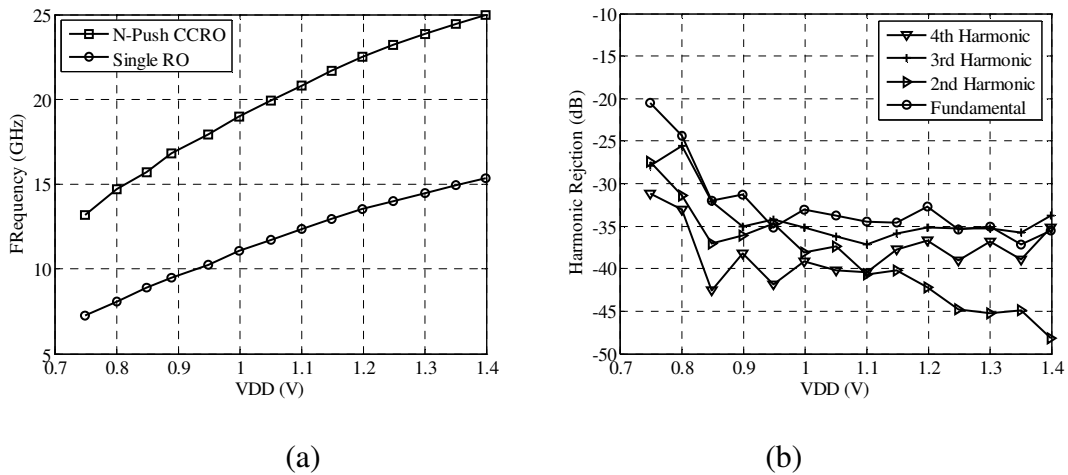 25
20
15
10
5
FRequency (GHz)
N-Push CCRO
Single RO
0.7 0.8 0.9 1 1.1 1.2 1.3 1.4
VDD (V)
(a)
-10
-15
-20
-25
-30
-35
-40
-45
-50
Harmonic Rejction (dB)
4th Harmonic
3rd Harmonic
2nd Harmonic
Fundamental
0.7 0.8 0.9 1 1.1 1.2 1.3 1.4
VDD (V)
(b)